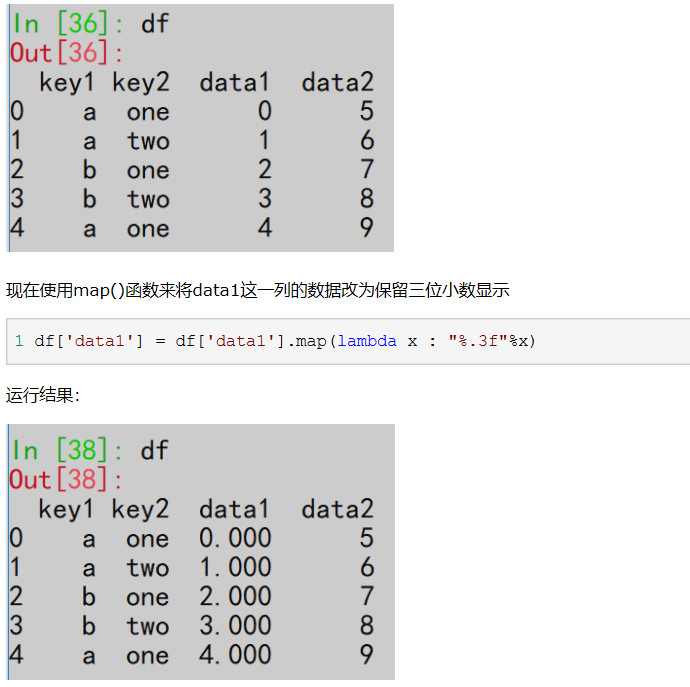 In [36]: df
Out[36]:
key1 key2 data1 data2
0 a one 0 5
1 a two 1 6
2 b one 2 7
3 b two 3 8
4 a one 4 9
现在使用map()函数来将data1这一列的数据改为保留三位小数显示
1 df['data1'] = df['data1'].map(lambda x : "%.3f"%x)
运行结果：
In [38]: df
Out[38]:
key1 key2 data1 data2
0 a one 0.000 5
1 a two 1.000 6
2 b one 2.000 7
3 b two 3.000 8
4 a one 4.000 9